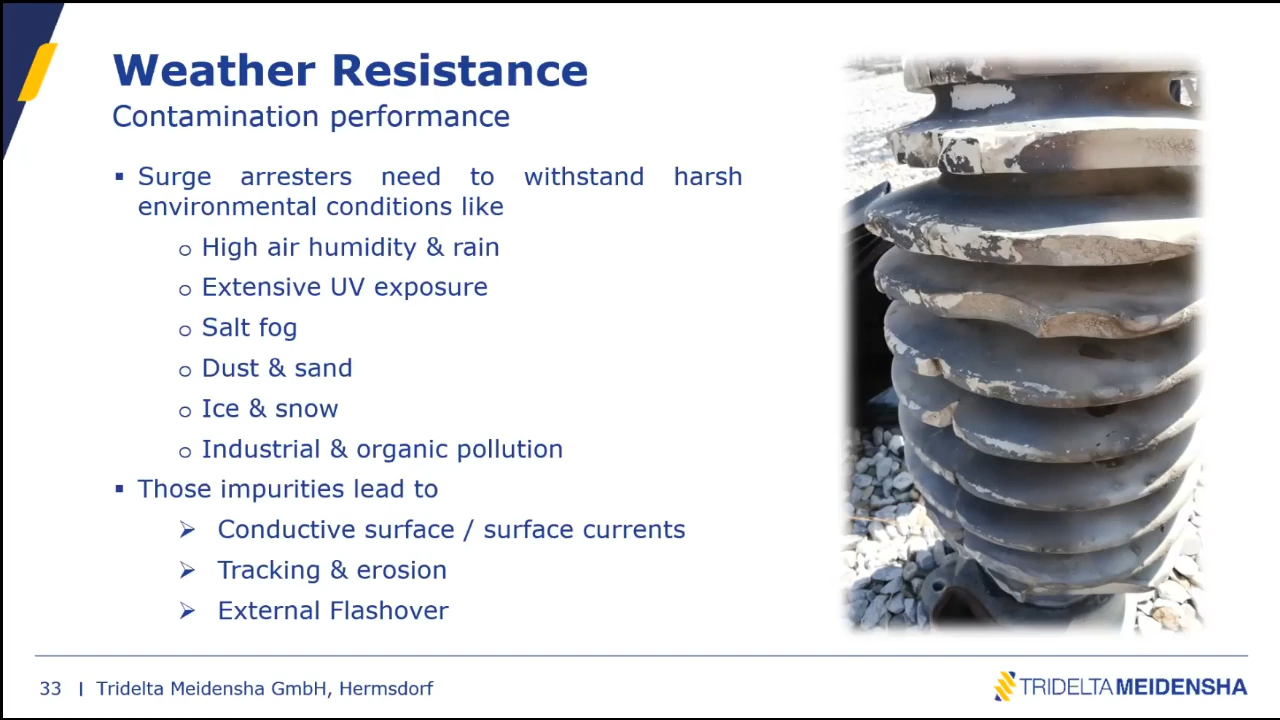 Weather Resistance
Contamination performance
▪ Surge arresters need to withstand harsh
environmental conditions like
o High air humidity & rain
o Extensive UV exposure
o Salt fog
o Dust & sand
o Ice & snow
o Industrial & organic pollution
▪ Those impurities lead to
➢ Conductive surface / surface currents
➢ Tracking & erosion
➢ External Flashover
33 | Tridelta Meidensha GmbH, Hermsdorf
TRIDELTA MEIDENSHA